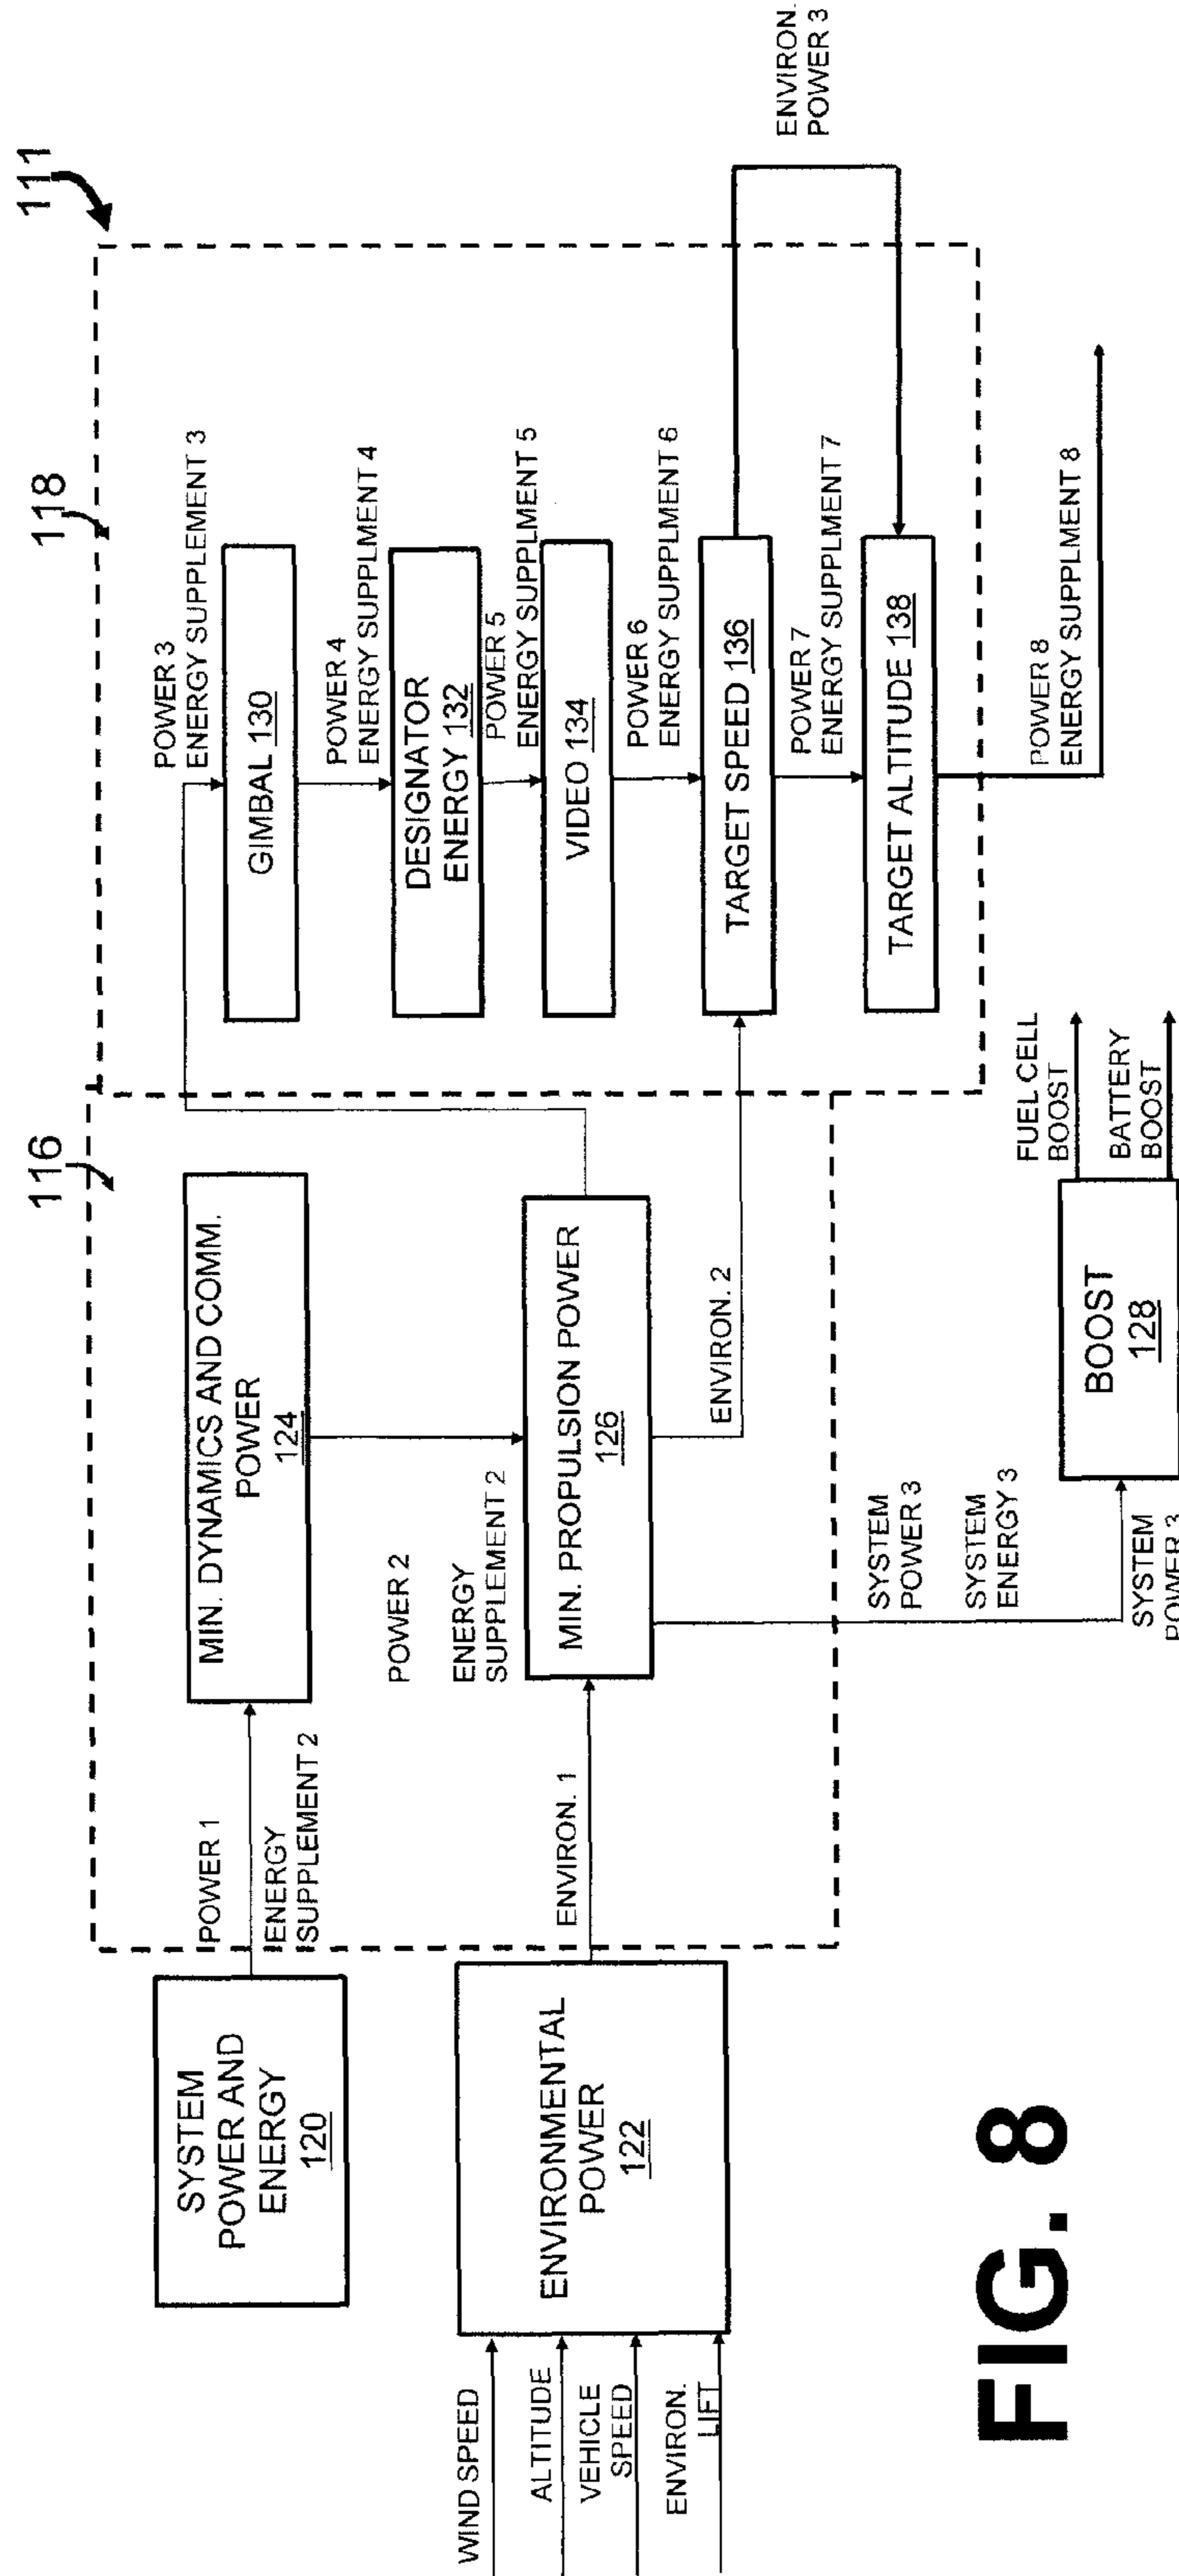 111
118
116
SYSTEM
POWER AND
ENERGY
120
POWER 1
ENERGY
SUPPLEMENT 2
MIN. DYNAMICS AND COMM.
POWER
124
WIND SPEED
ALTITUDE
VEHICLE
SPEED
ENVIRON.
LIFT
ENVIRONMENTAL
POWER
122
ENVIRON. 1
POWER 2
ENERGY
SUPPLEMENT 2
MIN. PROPULSION POWER
126
ENVIRON. 2
SYSTEM
POWER 3
SYSTEM
ENERGY 3
SYSTEM
POWER 3
BOOST
128
FUEL CELL
BOOST
BATTERY
BOOST
POWER 3
ENERGY SUPPLEMENT 3
GIMBAL 130
POWER 4
ENERGY SUPPLMENT 4
DESIGNATOR
ENERGY 132
POWER 5
ENERGY SUPPLMENT 5
VIDEO 134
POWER 6
ENERGY SUPPLMENT 6
TARGET SPEED 136
POWER 7
ENERGY SUPPLMENT 7
TARGET ALTITUDE 138
ENVIRON.
POWER 3
POWER 8
ENERGY SUPPLMENT 8
FIG. 8